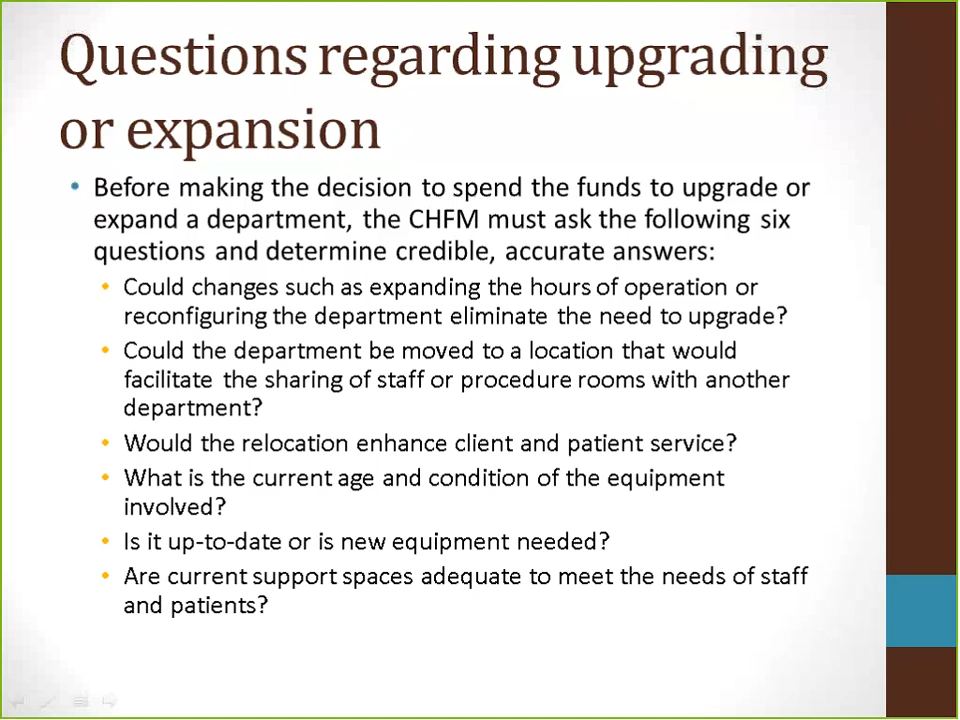 Questions regarding upgrading
or expansion
• Before making the decision to spend the funds to upgrade or
expand a department, the CHFM must ask the following six
questions and determine credible, accurate answers:
• Could changes such as expanding the hours of operation or
reconfiguring the department eliminate the need to upgrade?
• Could the department be moved to a location that would
facilitate the sharing of staff or procedure rooms with another
department?
• Would the relocation enhance client and patient service?
• What is the current age and condition of the equipment
involved?
• Is it up-to-date or is new equipment needed?
• Are current support spaces adequate to meet the needs of staff
and patients?